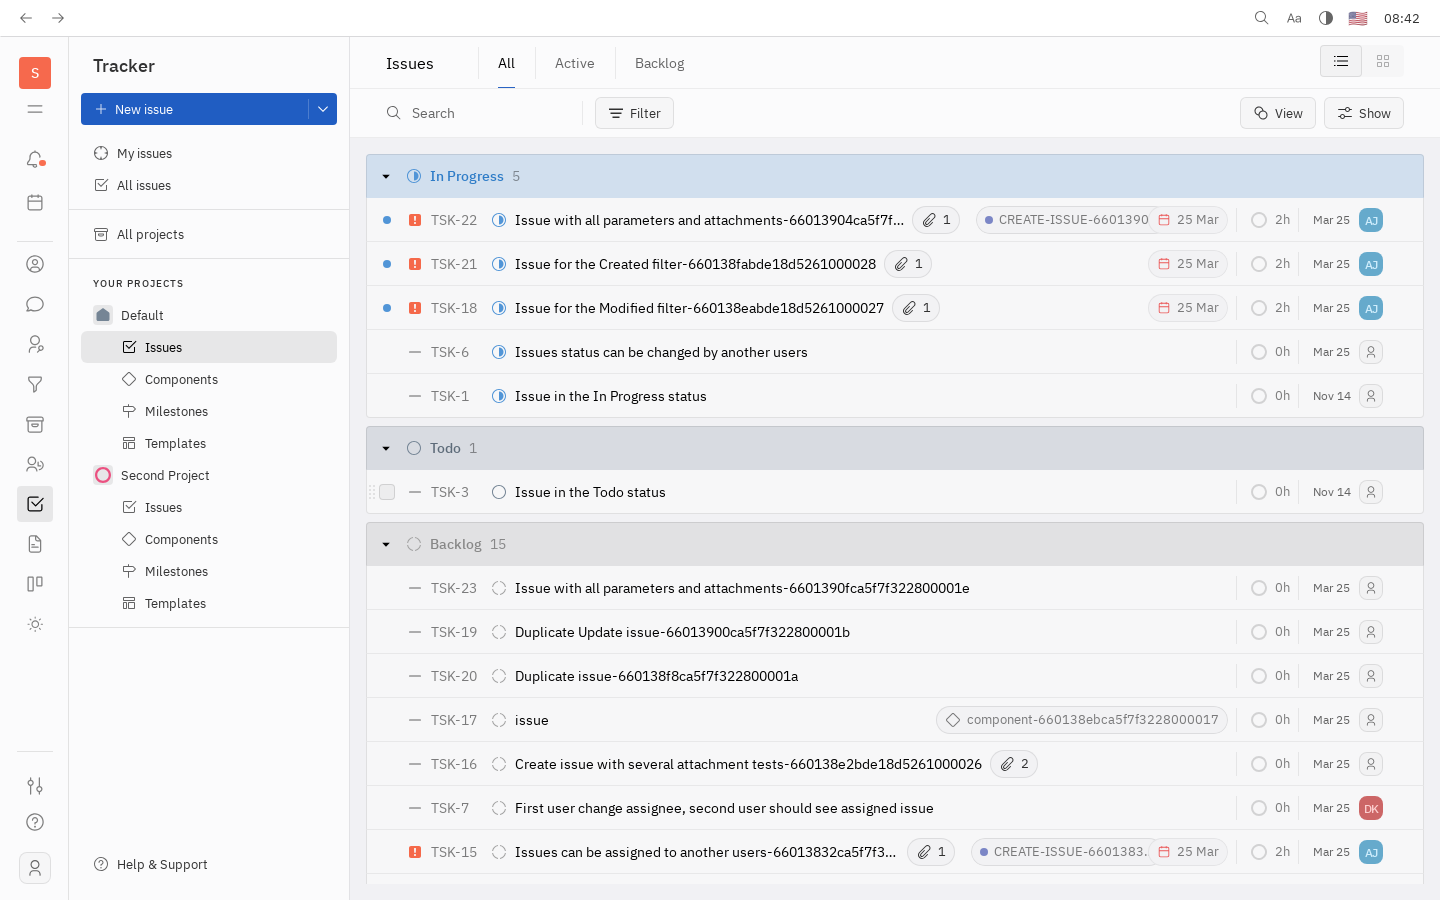 Aa 08:42
S
Tracker
New issue
My issues
All issues
All projects
YOUR PROJECTS
Default
Issues
Components
Milestones
Templates
Second Project
Issues
Components
Milestones
Templates
Help & Support
Issues All Active Backlog
Search Filter View Show
In Progress 5
TSK-22 Issue with all parameters and attachments-66013904ca5f7f... 1 CREATE-ISSUE-6601390 25 Mar 2h Mar 25 AJ
TSK-21 Issue for the Created filter-660138fabde18d5261000028 1 25 Mar 2h Mar 25 AJ
TSK-18 Issue for the Modified filter-660138eabde18d5261000027 1 25 Mar 2h Mar 25 AJ
TSK-6 Issues status can be changed by another users 0h Mar 25
TSK-1 Issue in the In Progress status 0h Nov 14
Todo 1
TSK-3 Issue in the Todo status 0h Nov 14
Backlog 15
TSK-23 Issue with all parameters and attachments-6601390fca5f7f322800001e 0h Mar 25
TSK-19 Duplicate Update issue-66013900ca5f7f322800001b 0h Mar 25
TSK-20 Duplicate issue-660138f8ca5f7f322800001a 0h Mar 25
TSK-17 issue component-660138ebca5f7f3228000017 0h Mar 25
TSK-16 Create issue with several attachment tests-660138e2bde18d5261000026 2 0h Mar 25
TSK-7 First user change assignee, second user should see assigned issue 0h Mar 25 DK
TSK-15 Issues can be assigned to another users-66013832ca5f7f3... 1 CREATE-ISSUE-6601383... 25 Mar 2h Mar 25 AJ